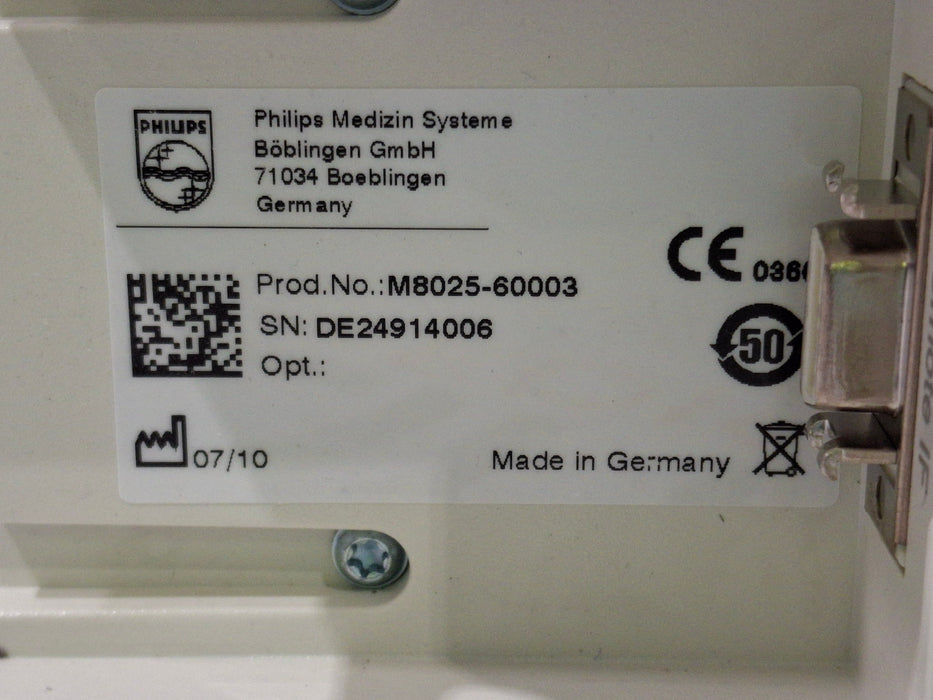 PHILIPS
Philips Medizin Systeme
Böblingen GmbH
71034 Boeblingen
Germany
CE
Prod.No.:M8025-60003
SN: DE24914006
Opt.:
50
07/10
Made in Germany